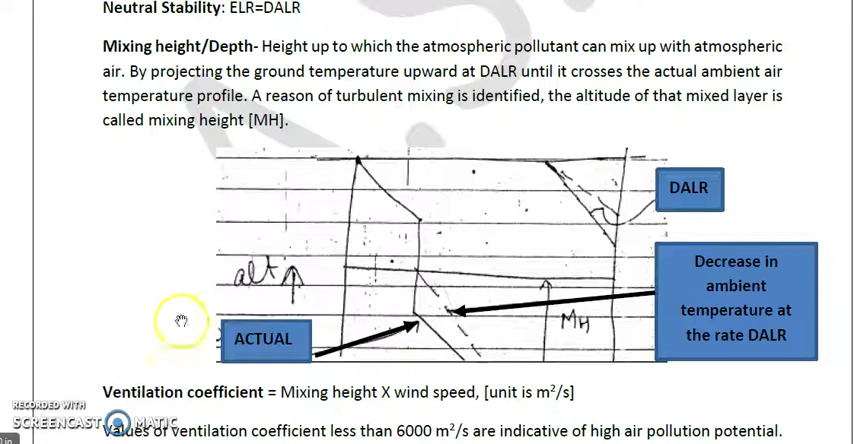 Neutral Stability: ELR=DALR
Mixing height/Depth- Height up to which the atmospheric pollutant can mix up with atmospheric
air. By projecting the ground temperature upward at DALR until it crosses the actual ambient air
temperature profile. A reason of turbulent mixing is identified, the altitude of that mixed layer is
called mixing height [MH].
DALR
Decrease in
ambient
temperature at
the rate DALR
alt
MH
ACTUAL
Ventilation coefficient = Mixing height X wind speed, [unit is m²/s]
RECORDED WITH
SCREENCAST MATIC
Values of ventilation coefficient less than 6000 m²/s are indicative of high air pollution potential.